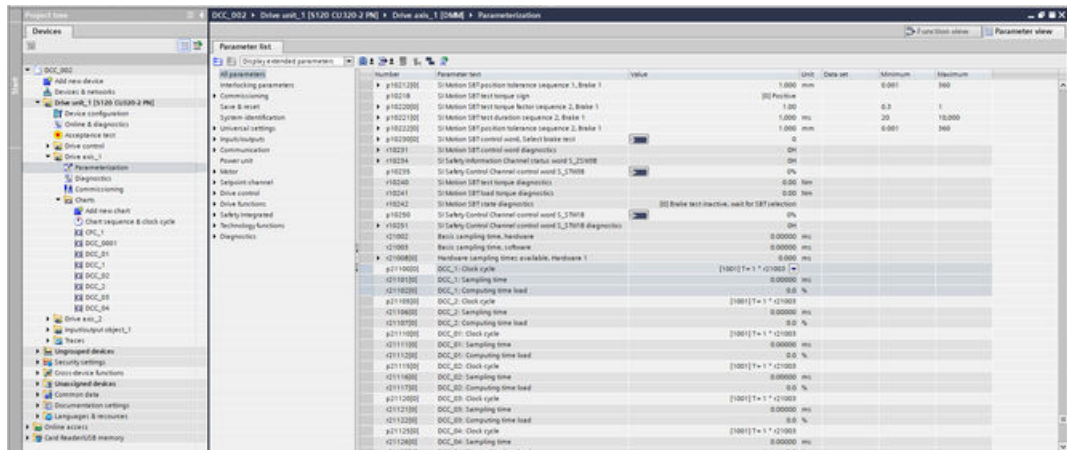 Project tree
DCC_002 ▸ Drive unit_1 [S120 CU320-2 PN] ▸ Drive axis_1 [DMM] ▸ Parameterization
Devices
Function view
Parameter view
Parameter list
Display extended parameters
Start
DCC_002
Add new device
Devices & networks
Drive unit_1 [S120 CU320-2 PN]
Device configuration
Online & diagnostics
Acceptance test
Drive control
Drive axis_1
Parameterization
Diagnostics
Commissioning
Charts
Add new chart
Chart sequence & clock cycle
CFC_1
DCC_0001
DCC_01
DCC_1
DCC_02
DCC_2
DCC_03
DCC_04
Drive axis_2
Input/output object_1
Traces
Ungrouped devices
Security settings
Cross-device functions
Unassigned devices
Common data
Documentation settings
Languages & resources
Online access
Card Reader/USB memory
All parameters
Interlocking parameters
Commissioning
Save & reset
System identification
Universal settings
Inputs/outputs
Communication
Power unit
Motor
Setpoint channel
Drive control
Drive functions
Safety Integrated
Technology functions
Diagnostics
Number Parameter text Value Unit Data set Minimum Maximum
p10212[0] SI Motion SBT position tolerance sequence 1, Brake 1 1.000 mm 0.001 360
p10218 SI Motion SBT test torque sign [0] Positive
p10220[0] SI Motion SBT test torque factor sequence 2, Brake 1 1.00 0.3 1
p10221[0] SI Motion SBT test duration sequence 2, Brake 1 1,000 ms 20 10,000
p10222[0] SI Motion SBT position tolerance sequence 2, Brake 1 1.000 mm 0.001 360
p10230[0] SI Motion SBT control word, Select brake test 0
r10231 SI Motion SBT control word diagnostics 0H
r10234 SI Safety Information Channel status word S_ZSW3B 0H
p10235 SI Safety Control Channel control word S_STW3B 0%
r10240 SI Motion SBT test torque diagnostics 0.00 Nm
r10241 SI Motion SBT load torque diagnostics 0.00 Nm
r10242 SI Motion SBT state diagnostics [0] Brake test inactive, wait for SBT selection
p10250 SI Safety Control Channel control word S_STW1B 0%
r10251 SI Safety Control Channel control word S_STW1B diagnostics 0H
r21002 Basic sampling time, hardware 0.00000 ms
r21003 Basic sampling time, software 0.00000 ms
r21008[0] Hardware sampling times available, Hardware 1 0.000 ms
p21100[0] DCC_1: Clock cycle [1001] T= 1 * r21003
r21101[0] DCC_1: Sampling time 0.00000 ms
r21102[0] DCC_1: Computing time load 0.0 %
p21105[0] DCC_2: Clock cycle [1001] T= 1 * r21003
r21106[0] DCC_2: Sampling time 0.00000 ms
r21107[0] DCC_2: Computing time load 0.0 %
p21110[0] DCC_01: Clock cycle [1001] T= 1 * r21003
r21111[0] DCC_01: Sampling time 0.00000 ms
r21112[0] DCC_01: Computing time load 0.0 %
p21115[0] DCC_02: Clock cycle [1001] T= 1 * r21003
r21116[0] DCC_02: Sampling time 0.00000 ms
r21117[0] DCC_02: Computing time load 0.0 %
p21120[0] DCC_03: Clock cycle [1001] T= 1 * r21003
r21121[0] DCC_03: Sampling time 0.00000 ms
r21122[0] DCC_03: Computing time load 0.0 %
p21125[0] DCC_04: Clock cycle [1001] T= 1 * r21003
r21126[0] DCC_04: Sampling time 0.00000 ms